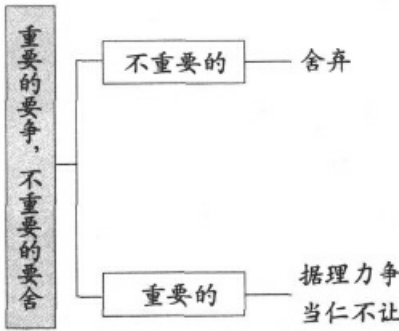 重要的要争，不重要的要舍
不重要的
舍弃
重要的
据理力争
当仁不让